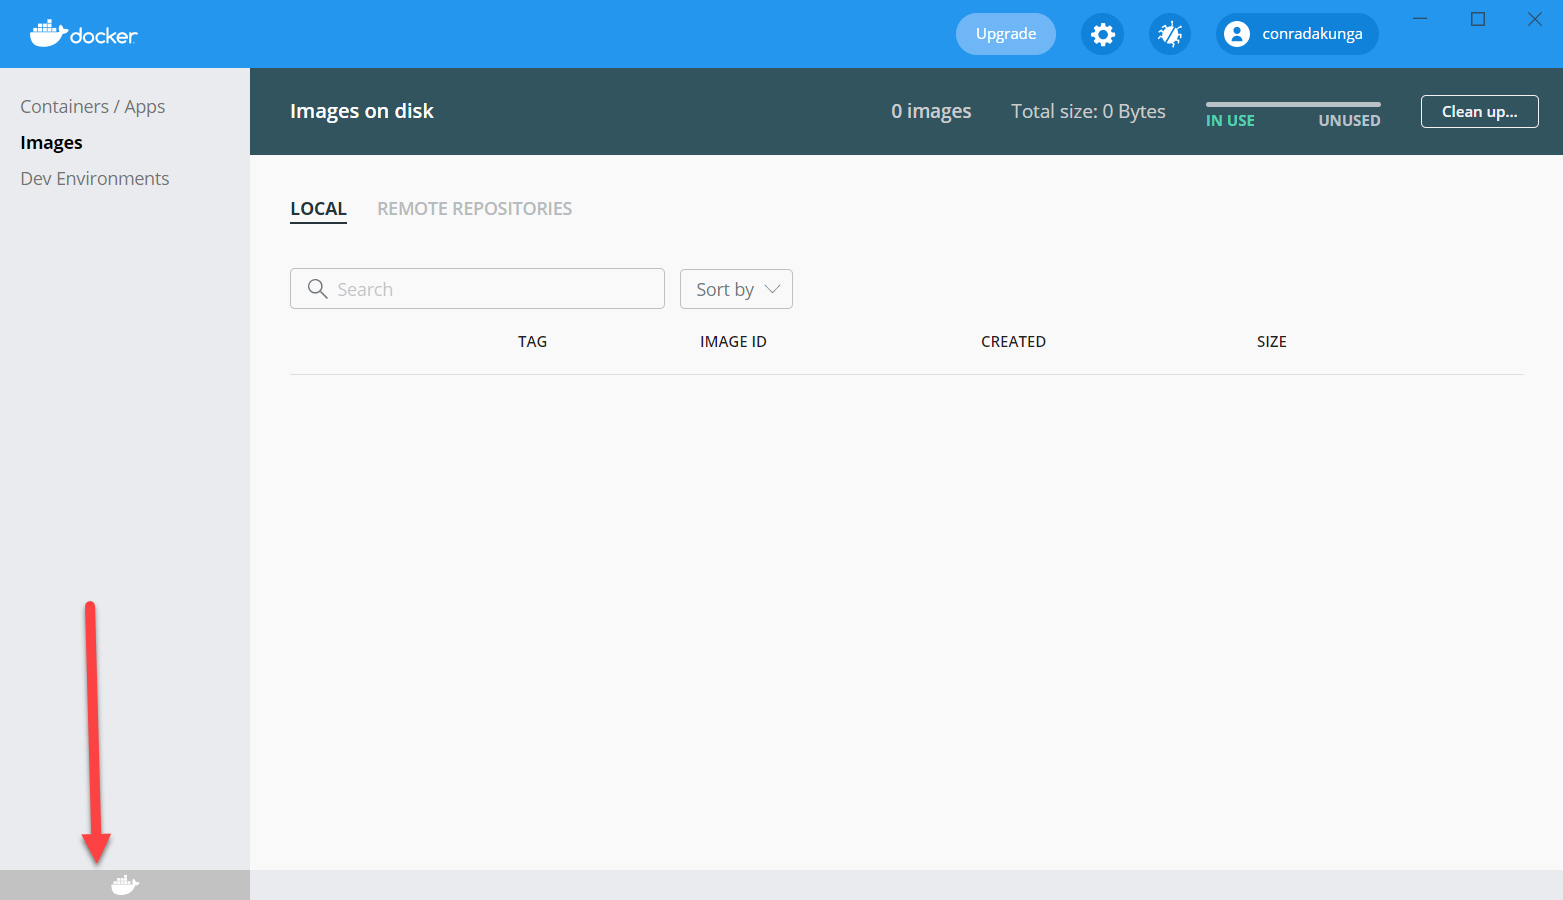 docker
Upgrade
conradakunga
Containers / Apps
Images
Dev Environments
Images on disk
0 images
Total size: 0 Bytes
IN USE
UNUSED
Clean up...
LOCAL
REMOTE REPOSITORIES
Search
Sort by
TAG
IMAGE ID
CREATED
SIZE